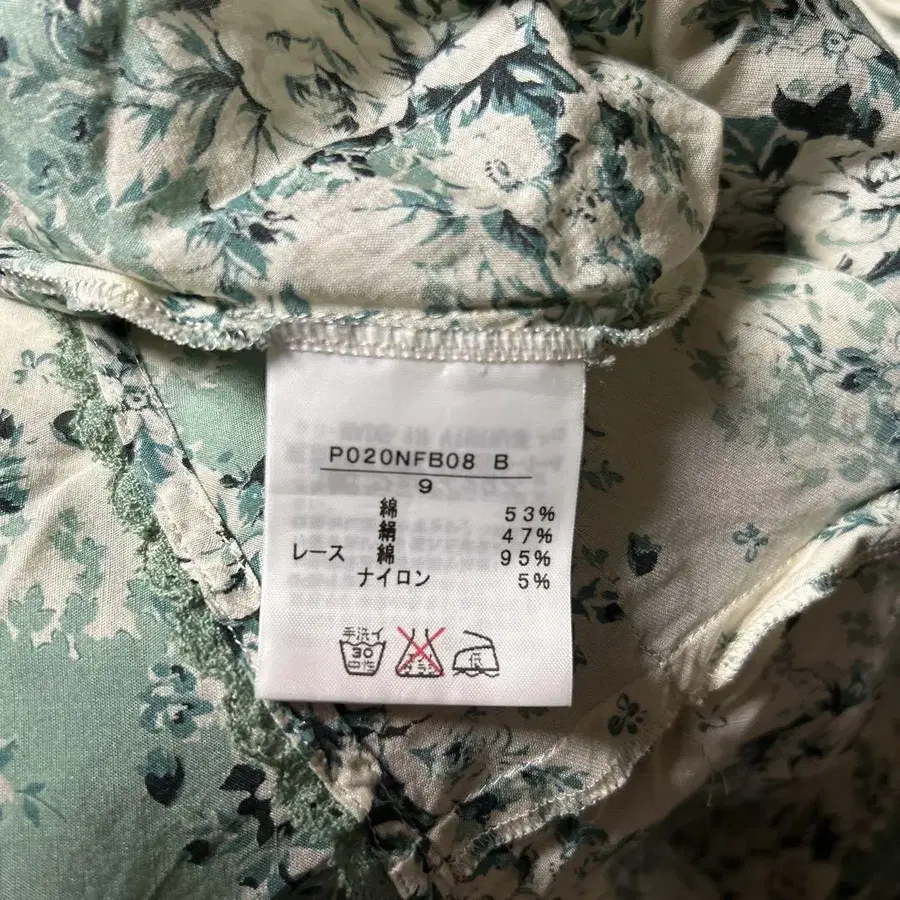 P020NFB08 B
9
綿 53%
絹 47%
レース 綿 95%
ナイロン 5%
手洗イ
30
中性
低